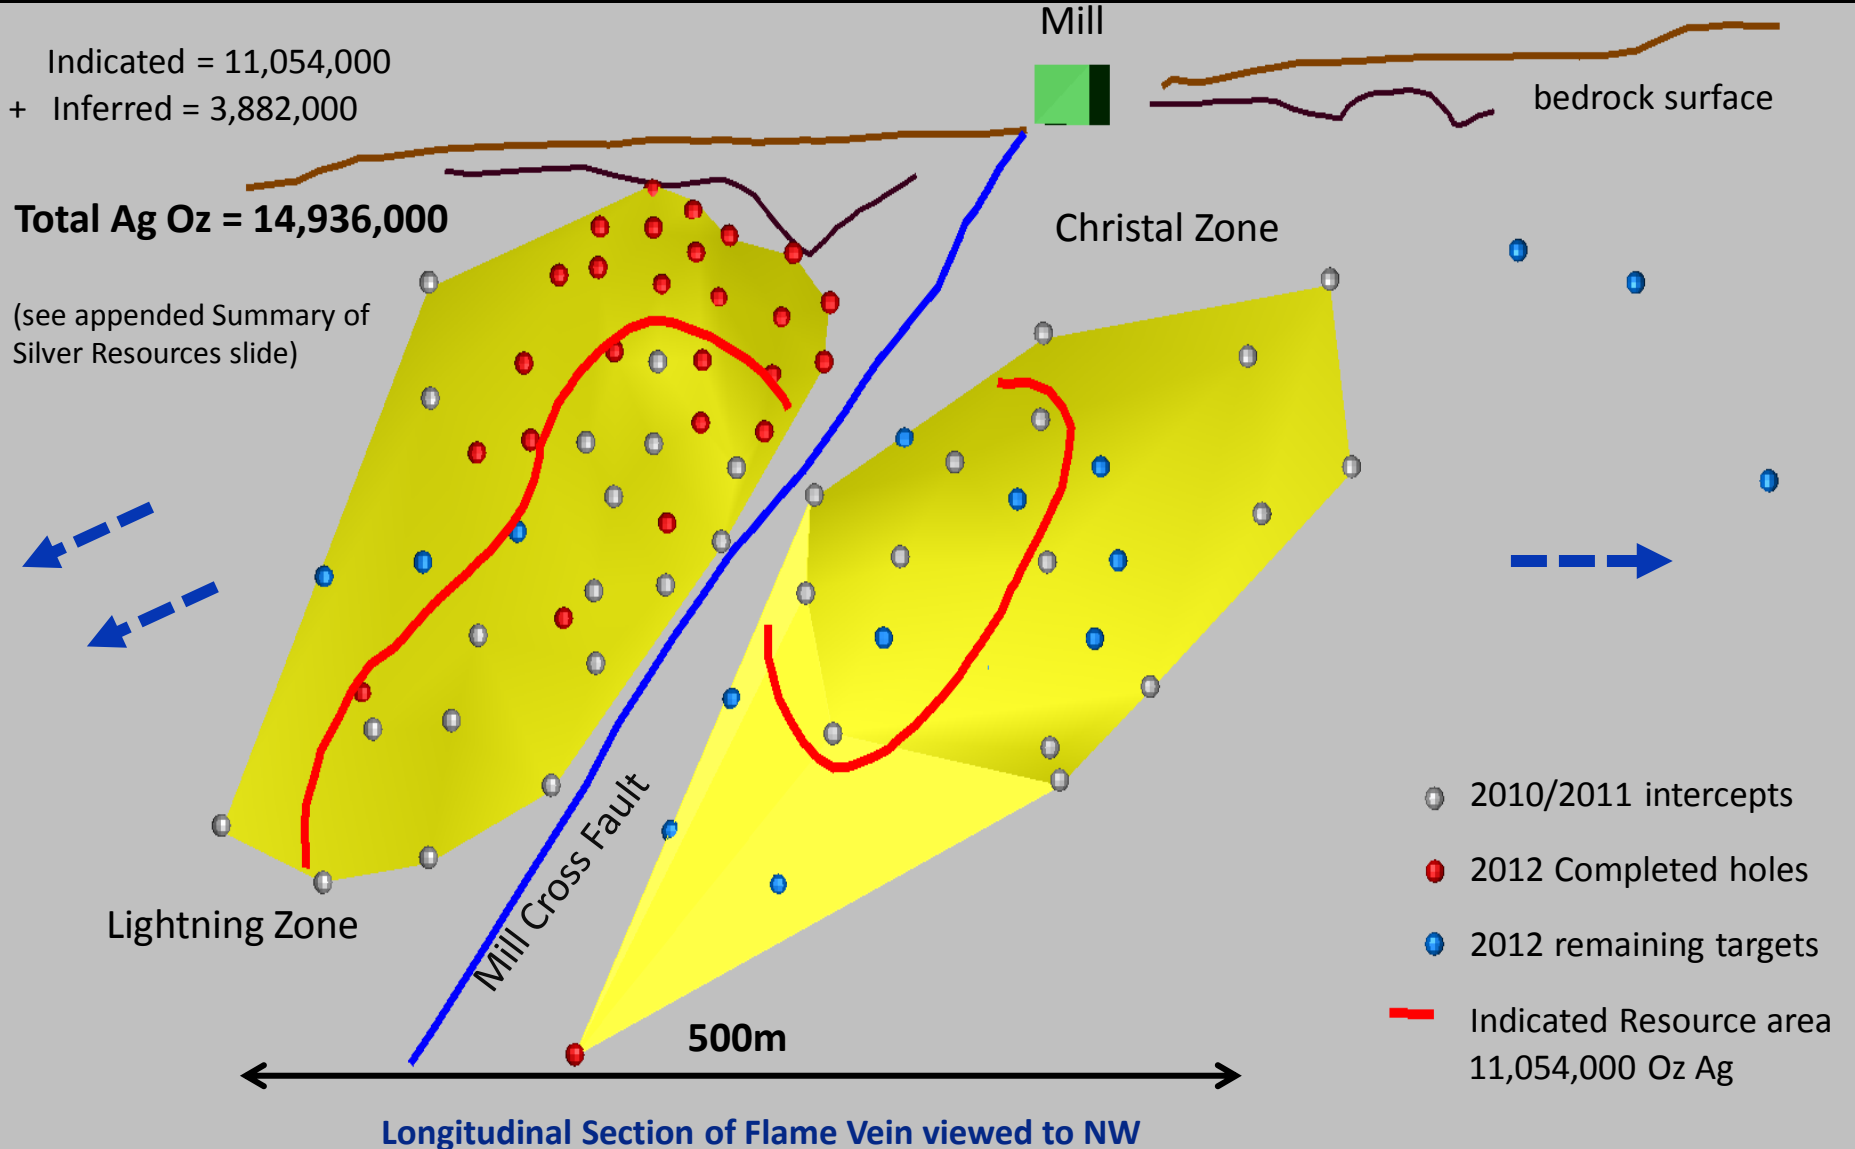 Mill
Indicated = 11,054,000
+ Inferred = 3,882,000
bedrock surface
Total Ag Oz = 14,936,000
Christal Zone
(see appended Summary of
Silver Resources slide)
2010/2011 intercepts
2012 Completed holes
2012 remaining targets
Indicated Resource area
11,054,000 Oz Ag
Lightning Zone
Mill Cross Fault
500m
Longitudinal Section of Flame Vein viewed to NW